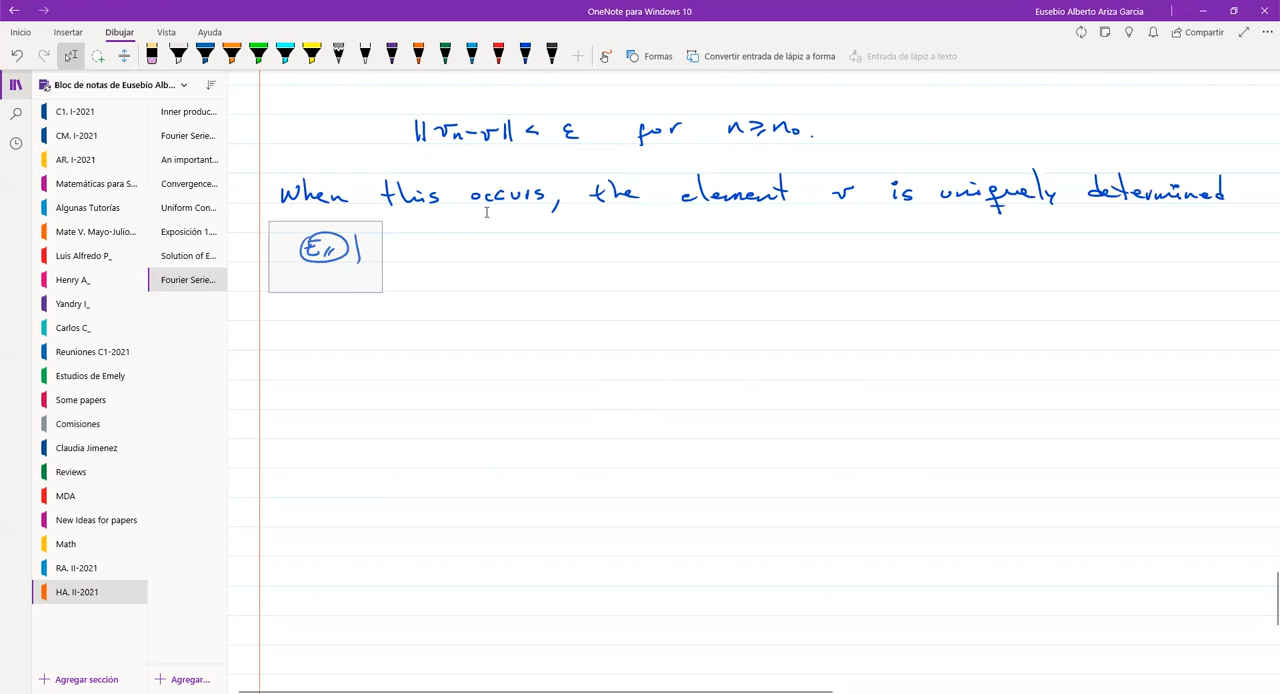 OneNote para Windows 10
Eusebio Alberto Ariza Garcia
Inicio Insertar Dibujar Vista Ayuda
Compartir
Formas Convertir entrada de lápiz a forma Entrada de lápiz a texto
Bloc de notas de Eusebio Alb...
C1. I-2021
CM. I-2021
AR. I-2021
Matemáticas para S...
Algunas Tutorías
Mate V. Mayo-Julio...
Luis Alfredo P_
Henry A_
Yandry I_
Carlos C_
Reuniones C1-2021
Estudios de Emely
Some papers
Comisiones
Claudia Jimenez
Reviews
MDA
New Ideas for papers
Math
RA. II-2021
HA. II-2021
Agregar sección
Inner produc...
Fourier Serie...
An important...
Convergence...
Uniform Con...
Exposición 1....
Solution of E...
Fourier Serie...
Agregar...
||v_n - v|| < ε for n ≥ n_0.
When this occurs, the element v is uniquely determined